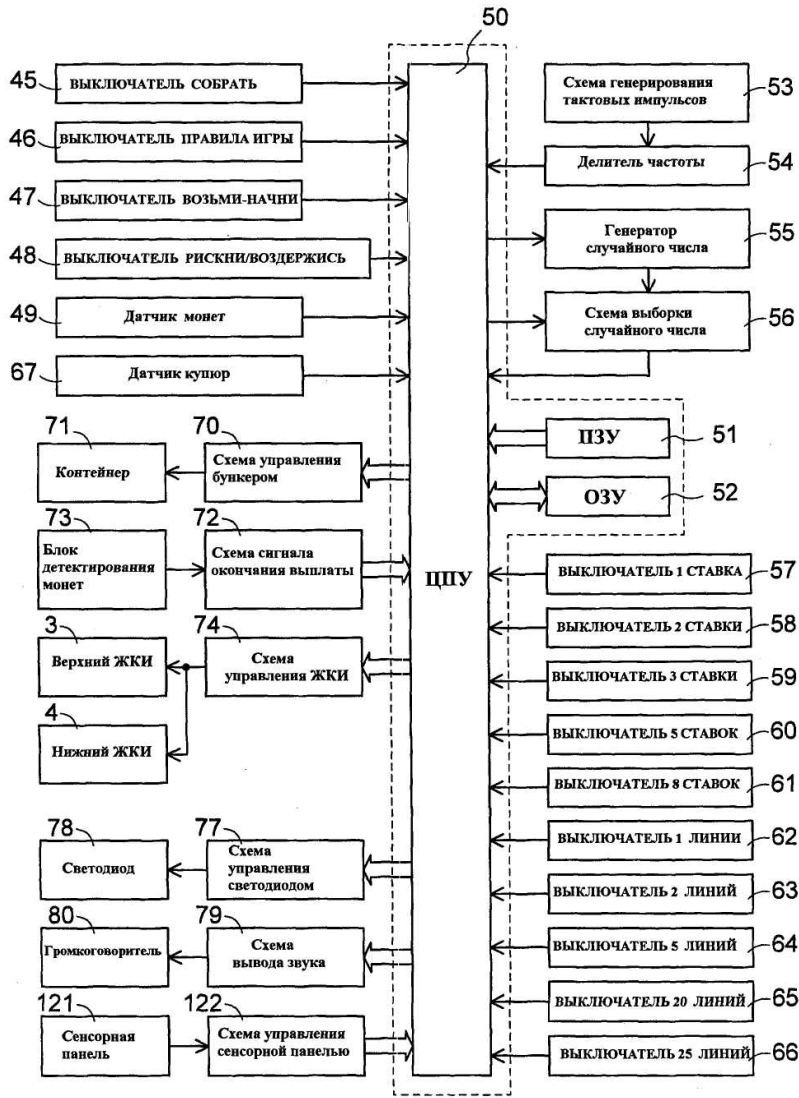 50
45
ВЫКЛЮЧАТЕЛЬ СОБРАТЬ
46
ВЫКЛЮЧАТЕЛЬ ПРАВИЛА ИГРЫ
47
ВЫКЛЮЧАТЕЛЬ ВОЗЬМИ-НАЧНИ
48
ВЫКЛЮЧАТЕЛЬ РИСКНИ/ВОЗДЕРЖИСЬ
49
Датчик монет
67
Датчик купюр
71
Контейнер
70
Схема управления
бункером
73
Блок
детектирования
монет
72
Схема сигнала
окончания выплаты
3
Верхний ЖКИ
74
Схема
управления ЖКИ
4
Нижний ЖКИ
78
Светодиод
77
Схема
управления
светодиодом
80
Громкоговоритель
79
Схема
вывода звука
121
Сенсорная
панель
122
Схема управления
сенсорной панелью
ЦПУ
Схема генерирования
тактовых импульсов
53
Делитель частоты
54
Генератор
случайного числа
55
Схема выборки
случайного числа
56
ПЗУ
51
ОЗУ
52
ВЫКЛЮЧАТЕЛЬ 1 СТАВКА
57
ВЫКЛЮЧАТЕЛЬ 2 СТАВКИ
58
ВЫКЛЮЧАТЕЛЬ 3 СТАВКИ
59
ВЫКЛЮЧАТЕЛЬ 5 СТАВОК
60
ВЫКЛЮЧАТЕЛЬ 8 СТАВОК
61
ВЫКЛЮЧАТЕЛЬ 1 ЛИНИИ
62
ВЫКЛЮЧАТЕЛЬ 2 ЛИНИЙ
63
ВЫКЛЮЧАТЕЛЬ 5 ЛИНИЙ
64
ВЫКЛЮЧАТЕЛЬ 20 ЛИНИЙ
65
ВЫКЛЮЧАТЕЛЬ 25 ЛИНИЙ
66